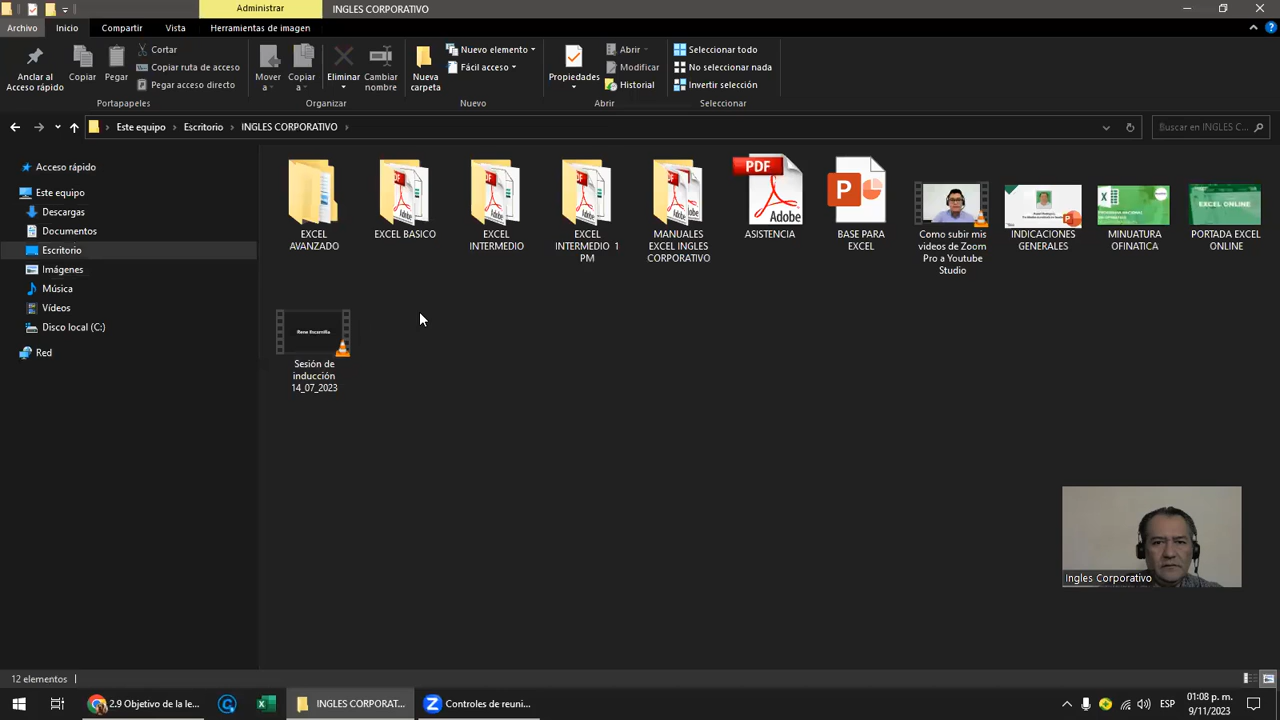 Administrar
INGLES CORPORATIVO
Archivo
Inicio
Compartir
Vista
Herramientas de imagen
Anclar al
Acceso rápido
Copiar
Pegar
Cortar
Copiar ruta de acceso
Pegar acceso directo
Portapapeles
Mover
a
Copiar
a
Eliminar
Cambiar
nombre
Organizar
Nueva
carpeta
Nuevo elemento
Fácil acceso
Nuevo
Propiedades
Abrir
Modificar
Historial
Abrir
Seleccionar todo
No seleccionar nada
Invertir selección
Seleccionar
Este equipo
Escritorio
INGLES CORPORATIVO
Buscar en INGLES C...
Acceso rápido
Este equipo
Descargas
Documentos
Escritorio
Imágenes
Música
Vídeos
Disco local (C:)
Red
EXCEL
AVANZADO
EXCEL BASICO
EXCEL
INTERMEDIO
EXCEL
INTERMEDIO 1
PM
MANUALES
EXCEL INGLES
CORPORATIVO
PDF
Adobe
ASISTENCIA
P
BASE PARA
EXCEL
Como subir mis
videos de Zoom
Pro a Youtube
Studio
INDICACIONES
GENERALES
MINUATURA
OFINATICA
EXCEL ONLINE
PORTADA EXCEL
ONLINE
Rene Escamilla
Sesión de
inducción
14_07_2023
Ingles Corporativo
12 elementos
2.9 Objetivo de la le...
INGLES CORPORAT...
Controles de reuni...
ESP
01:08 p. m.
9/11/2023